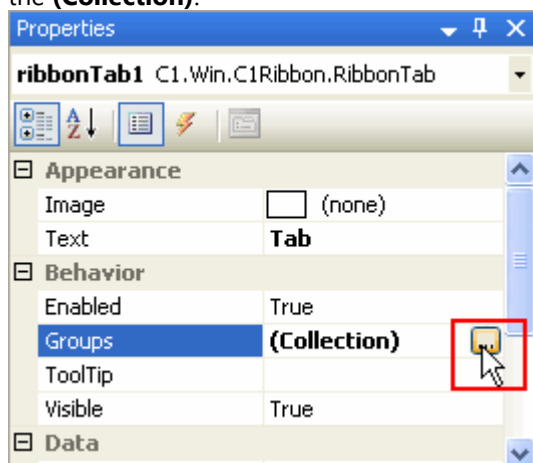 the (Collection).
Properties
ribbonTab1 C1.Win.C1Ribbon.RibbonTab
Appearance
Image (none)
Text Tab
Behavior
Enabled True
Groups (Collection) ...
ToolTip
Visible True
Data